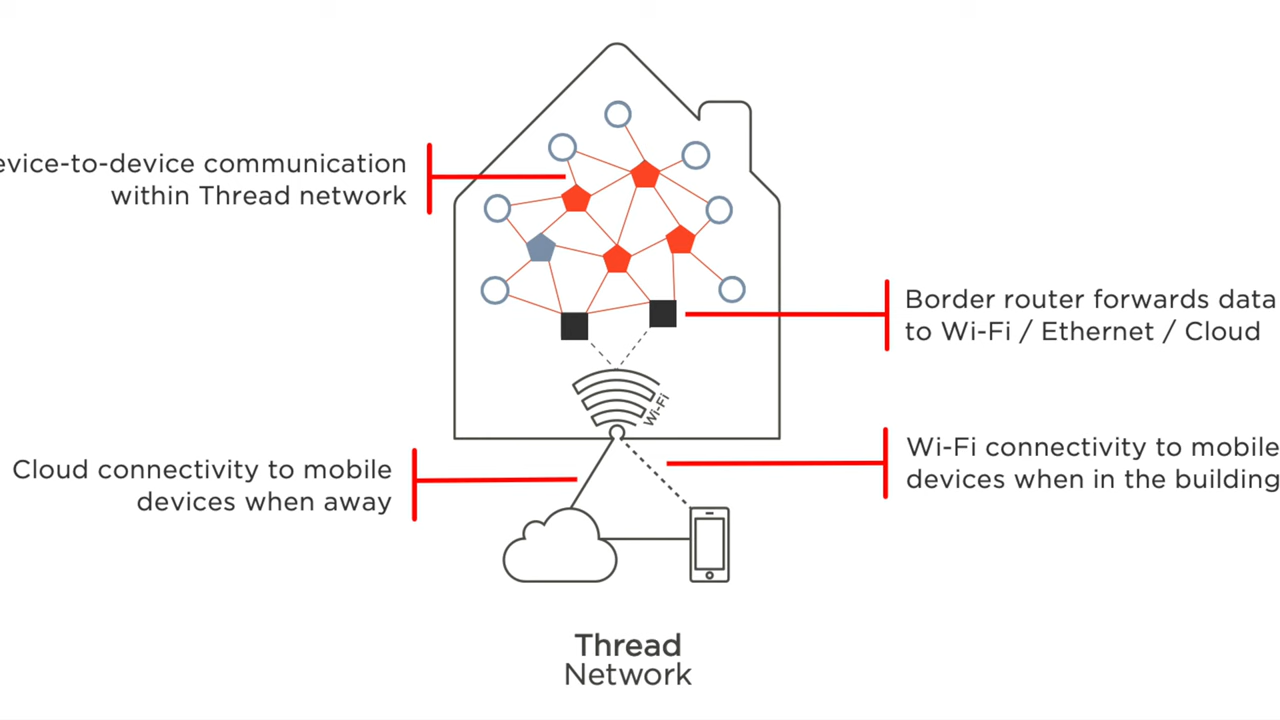 evice-to-device communication
within Thread network
Border router forwards data
to Wi-Fi / Ethernet / Cloud
Wi-Fi
Cloud connectivity to mobile
devices when away
Wi-Fi connectivity to mobile
devices when in the building
Thread
Network